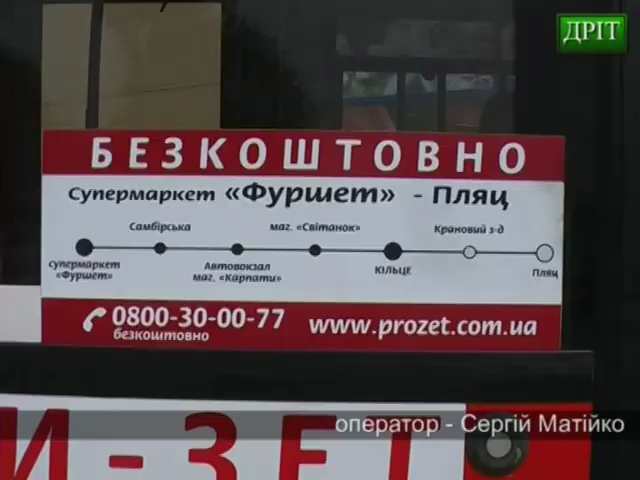 ДРІТ
БЕЗКОШТОВНО
Супермаркет «Фуршет» - Пляц
Самбірська маг. «Світанок» Крановий з-д
супермаркет «Фуршет» Автовокзал маг. «Карпати» КІЛЬЦЕ Пляц
0800-30-00-77 www.prozet.com.ua
безкоштовно
И-ЗЕТ
оператор - Сергій Матійко